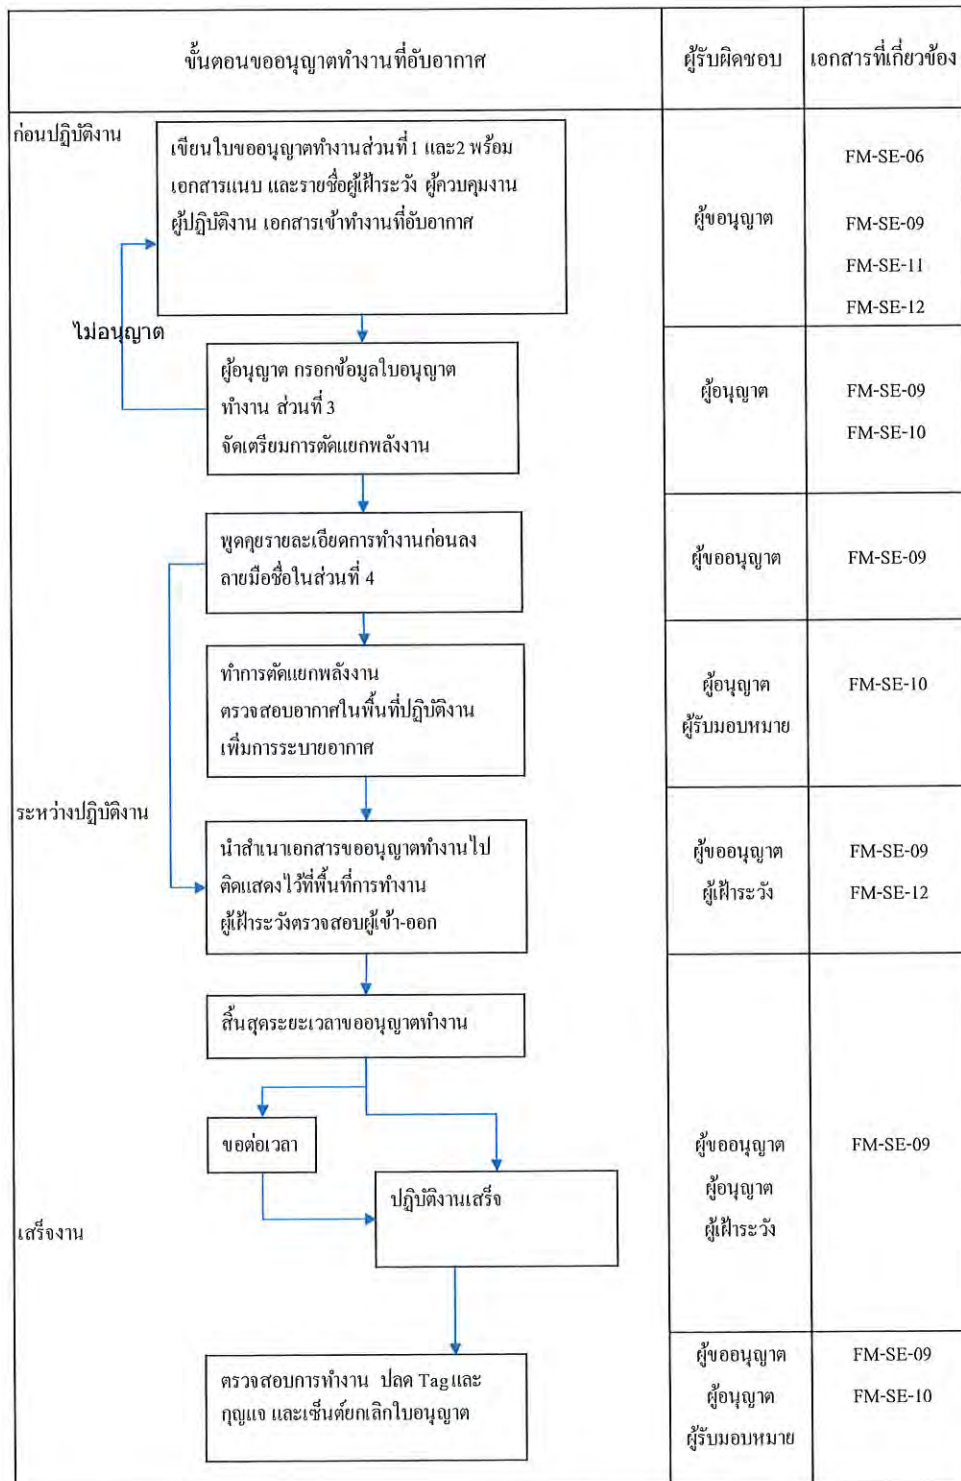 ขั้นตอนขออนุญาตทำงานที่อับอากาศ
ผู้รับผิดชอบ
เอกสารที่เกี่ยวข้อง
ก่อนปฏิบัติงาน
เขียนใบขออนุญาตทำงานส่วนที่1 และ2 พร้อม
เอกสารแนบ และรายชื่อผู้เฝ้าระวัง ผู้ควบคุมงาน
ผู้ปฏิบัติงาน เอกสารเข้าทำงานที่อับอากาศ
ผู้ขอนุญาต
FM-SE-06
FM-SE-09
FM-SE-11
FM-SE-12
ไม่อนุญาต
ผู้อนุญาต กรอกข้อมูลใบอนุญาต
ทำงาน ส่วนที่ 3
จัดเตรียมการตัดแยกพลังงาน
ผู้อนุญาต
FM-SE-09
FM-SE-10
พูดคุยรายละเอียดการทำงานก่อนลง
ลายมือชื่อในส่วนที่ 4
ผู้ขออนุญาต
FM-SE-09
ทำการตัดแยกพลังงาน
ตรวจสอบอากาศในพื้นที่ปฏิบัติงาน
เพิ่มการระบายอากาศ
ผู้อนุญาต
ผู้รับมอบหมาย
FM-SE-10
ระหว่างปฏิบัติงาน
นำสำเนาเอกสารขออนุญาตทำงานไป
ติดแสดงไว้ที่พื้นที่การทำงาน
ผู้เฝ้าระวังตรวจสอบผู้เข้า-ออก
ผู้ขออนุญาต
ผู้เฝ้าระวัง
FM-SE-09
FM-SE-12
สิ้นสุดระยะเวลาขออนุญาตทำงาน
ขอต่อเวลา
ปฏิบัติงานเสร็จ
ผู้ขออนุญาต
ผู้อนุญาต
ผู้เฝ้าระวัง
FM-SE-09
เสร็จงาน
ตรวจสอบการทำงาน ปลด Tagและ
กุญแจ และเซ็นต์ยกเลิกใบอนุญาต
ผู้ขออนุญาต
ผู้อนุญาต
ผู้รับมอบหมาย
FM-SE-09
FM-SE-10